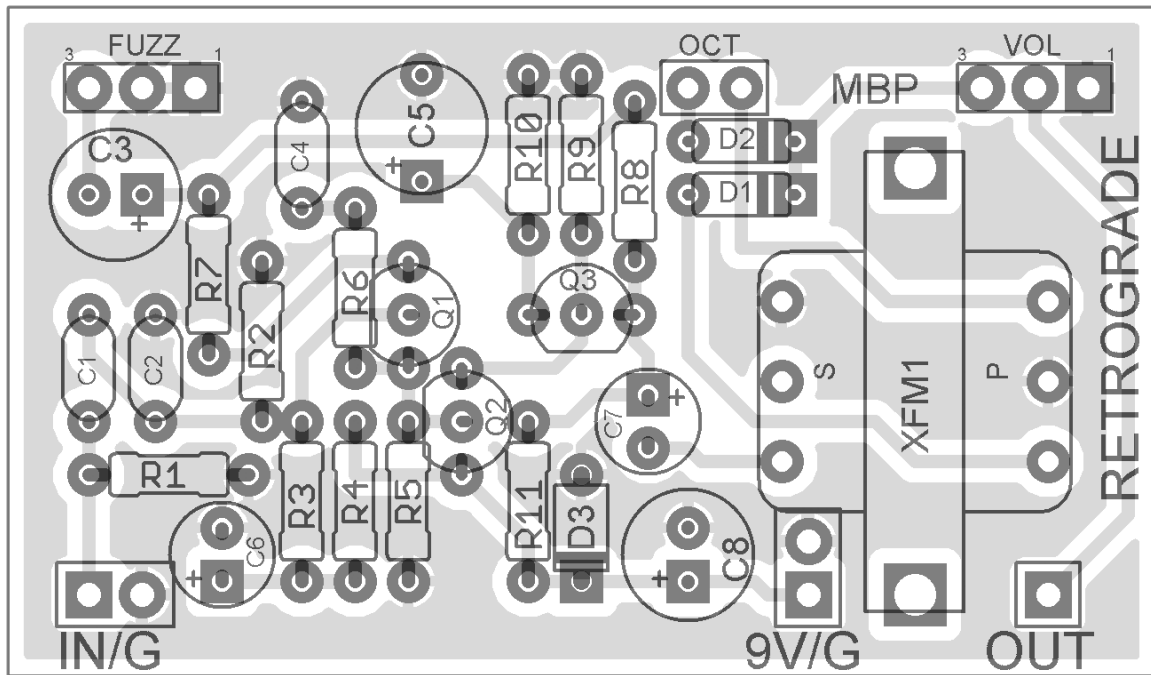 FUZZ
3 1
OCT
VOL
3 1
MBP
C3
C4
C5
R10
R9
R8
D2
D1
R7
R2
R6
Q1
Q3
C1
C2
Q2
C7
S
XFM1
P
RETROGRADE
R1
R3
R4
R5
R11
D3
C6
C8
IN/G
9V/G
OUT
+
+
+
+
+